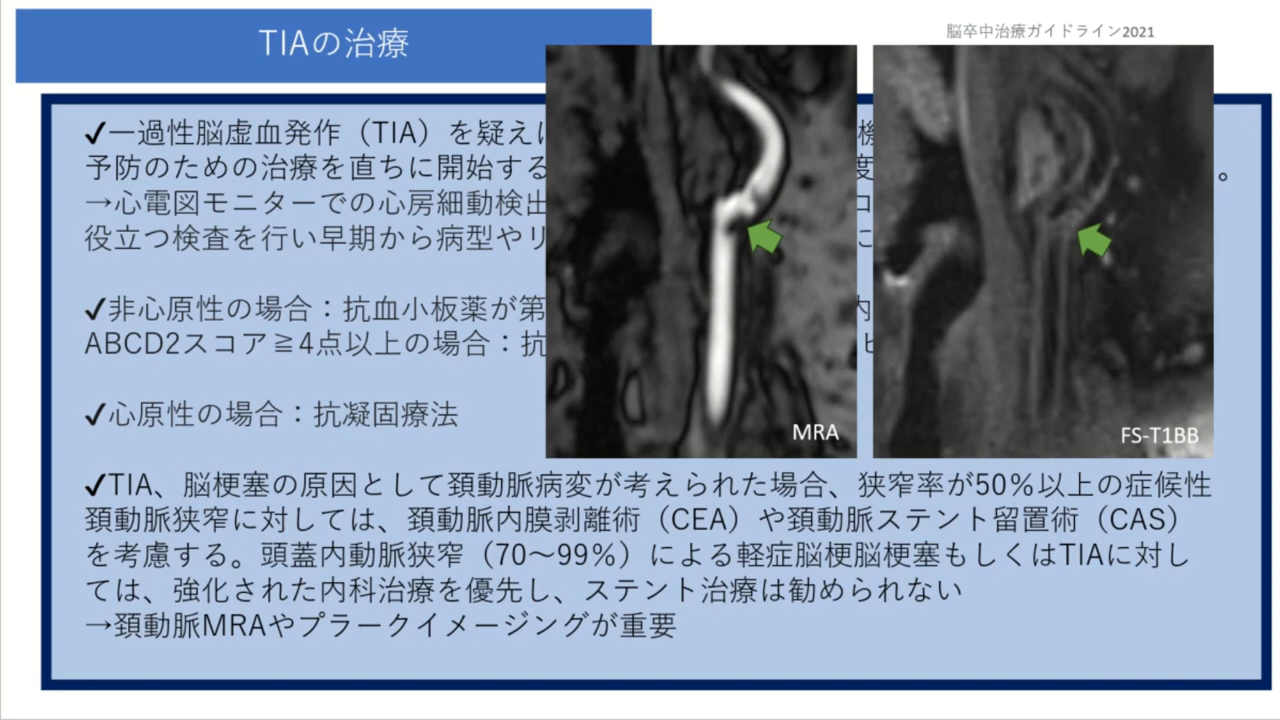 TIAの治療
脳卒中治療ガイドライン2021
✓一過性脳虚血発作（TIA）を疑え
予防のための治療を直ちに開始する
。
→心電図モニターでの心房細動検出
役立つ検査を行い早期から病型やリ
✓非心原性の場合：抗血小板薬が第
ABCD2スコア≧4点以上の場合：抗
✓心原性の場合：抗凝固療法
MRA
FS-T1BB
✓TIA、脳梗塞の原因として頚動脈病変が考えられた場合、狭窄率が50％以上の症候性
頚動脈狭窄に対しては、頚動脈内膜剥離術（CEA）や頚動脈ステント留置術（CAS）
を考慮する。頭蓋内動脈狭窄（70～99％）による軽症脳梗脳梗塞もしくはTIAに対し
ては、強化された内科治療を優先し、ステント治療は勧められない
→頚動脈MRAやプラークイメージングが重要